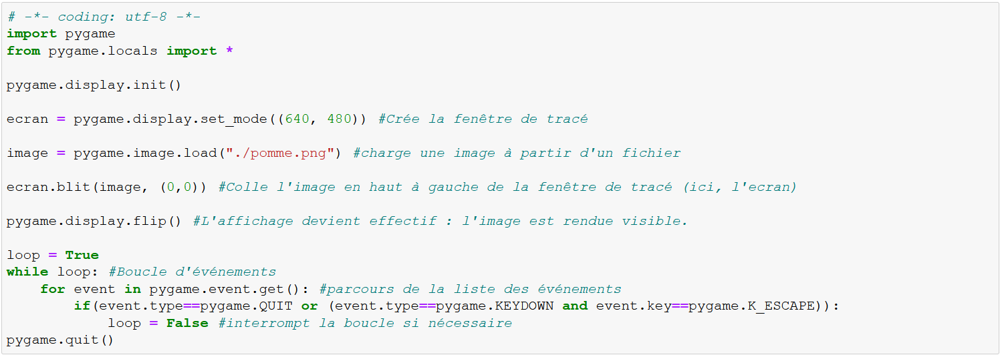 # -*- coding: utf-8 -*-
import pygame
from pygame.locals import *
pygame.display.init()
ecran = pygame.display.set_mode((640, 480)) #Crée la fenêtre de tracé
image = pygame.image.load("./pomme.png") #charge une image à partir d'un fichier
ecran.blit(image, (0,0)) #Colle l'image en haut à gauche de la fenêtre de tracé (ici, l'ecran)
pygame.display.flip() #L'affichage devient effectif : l'image est rendue visible.
loop = True
while loop: #Boucle d'événements
    for event in pygame.event.get(): #parcours de la liste des événements
        if(event.type==pygame.QUIT or (event.type==pygame.KEYDOWN and event.key==pygame.K_ESCAPE)):
            loop = False #interrompt la boucle si nécessaire
pygame.quit()